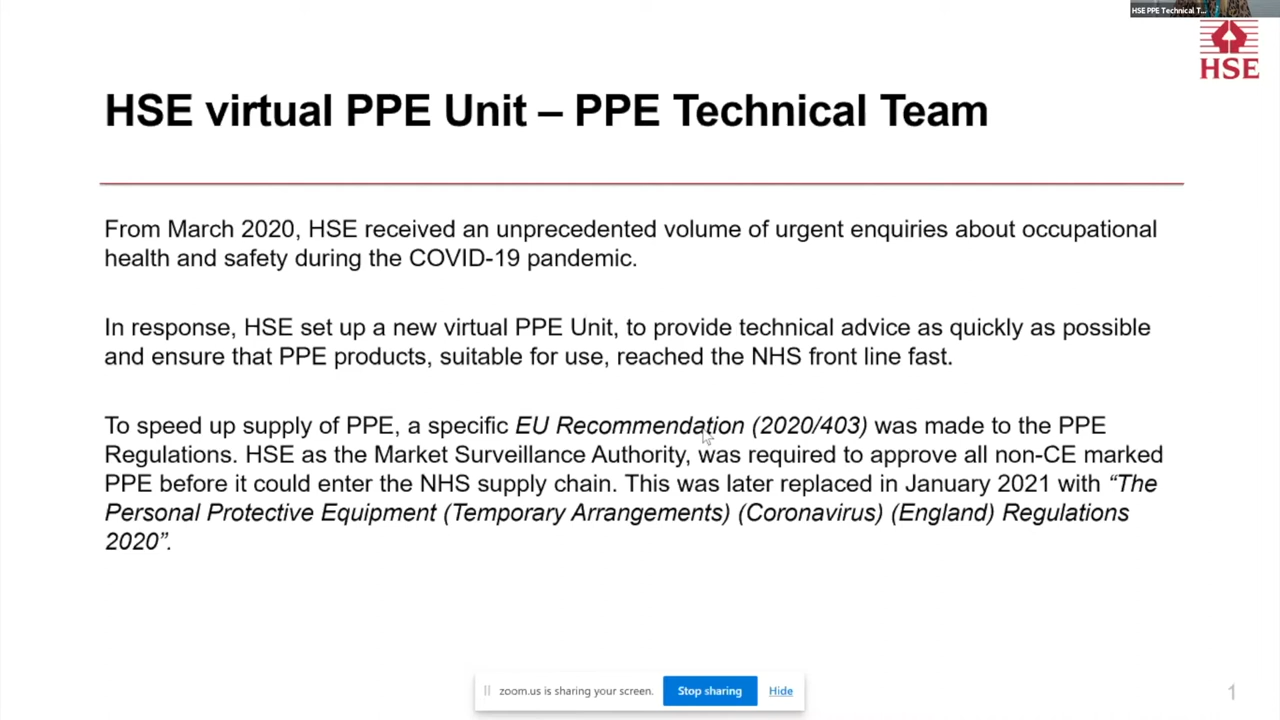 HSE PPE Technical T...
HSE
HSE virtual PPE Unit – PPE Technical Team
From March 2020, HSE received an unprecedented volume of urgent enquiries about occupational
health and safety during the COVID-19 pandemic.
In response, HSE set up a new virtual PPE Unit, to provide technical advice as quickly as possible
and ensure that PPE products, suitable for use, reached the NHS front line fast.
To speed up supply of PPE, a specific EU Recommendation (2020/403) was made to the PPE
Regulations. HSE as the Market Surveillance Authority, was required to approve all non-CE marked
PPE before it could enter the NHS supply chain. This was later replaced in January 2021 with “The
Personal Protective Equipment (Temporary Arrangements) (Coronavirus) (England) Regulations
2020”.
zoom.us is sharing your screen. Stop sharing Hide
1